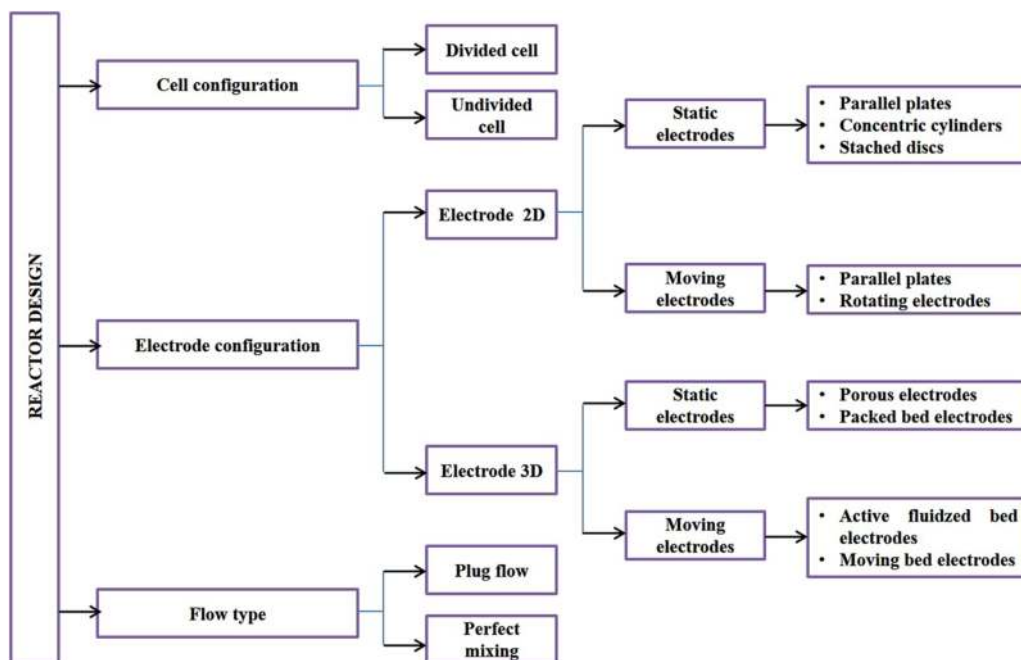 REACTOR DESIGN
Cell configuration
Divided cell
Undivided
cell
Electrode configuration
Electrode 2D
Static
electrodes
• Parallel plates
• Concentric cylinders
• Stached discs
Moving
electrodes
• Parallel plates
• Rotating electrodes
Electrode 3D
Static
electrodes
• Porous electrodes
• Packed bed electrodes
Moving
electrodes
• Active fluidzed bed
electrodes
• Moving bed electrodes
Flow type
Plug flow
Perfect
mixing